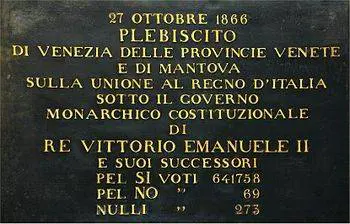 27 OTTOBRE 1866
PLEBISCITO
DI VENEZIA DELLE PROVINCIE VENETE
E DI MANTOVA
SULLA UNIONE AL REGNO D'ITALIA
SOTTO IL GOVERNO
MONARCHICO COSTITUZIONALE
DI
RE VITTORIO EMANUELE II
E SUOI SUCCESSORI
PEL SI VOTI 641758
PEL NO " 69
NULLI " 273